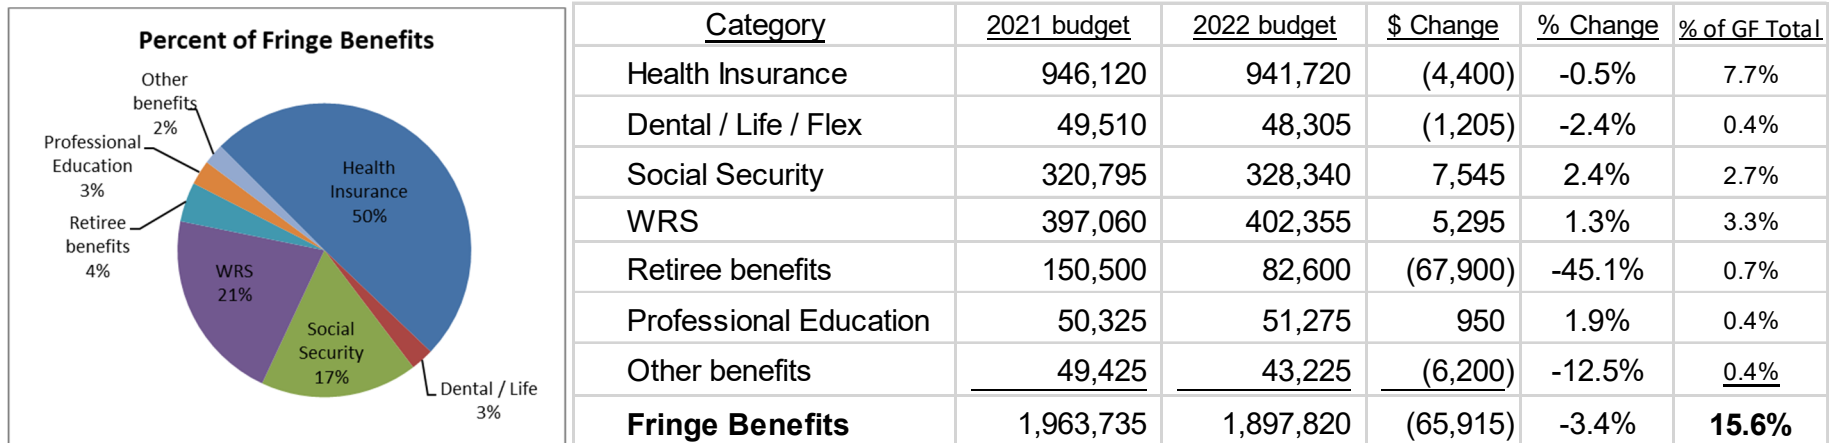 Percent of Fringe Benefits
Other
benefits
2%
Professional
Education
3%
Retiree
benefits
4%
WRS
21%
Social
Security
17%
Health
Insurance
50%
Dental / Life
3%
Category 2021 budget 2022 budget $ Change % Change % of GF Total
Health Insurance 946,120 941,720 (4,400) -0.5% 7.7%
Dental / Life / Flex 49,510 48,305 (1,205) -2.4% 0.4%
Social Security 320,795 328,340 7,545 2.4% 2.7%
WRS 397,060 402,355 5,295 1.3% 3.3%
Retiree benefits 150,500 82,600 (67,900) -45.1% 0.7%
Professional Education 50,325 51,275 950 1.9% 0.4%
Other benefits 49,425 43,225 (6,200) -12.5% 0.4%
Fringe Benefits 1,963,735 1,897,820 (65,915) -3.4% 15.6%